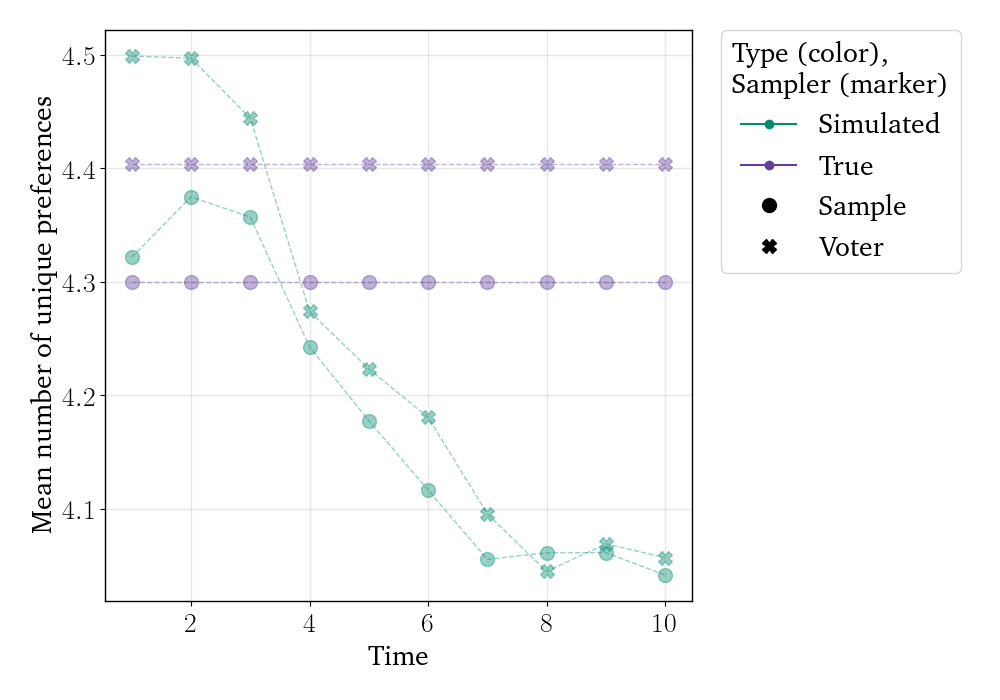 4.5
4.4
4.3
4.2
4.1
Mean number of unique preferences
2
4
6
8
10
Time
Type (color),
Sampler (marker)
Simulated
True
Sample
Voter